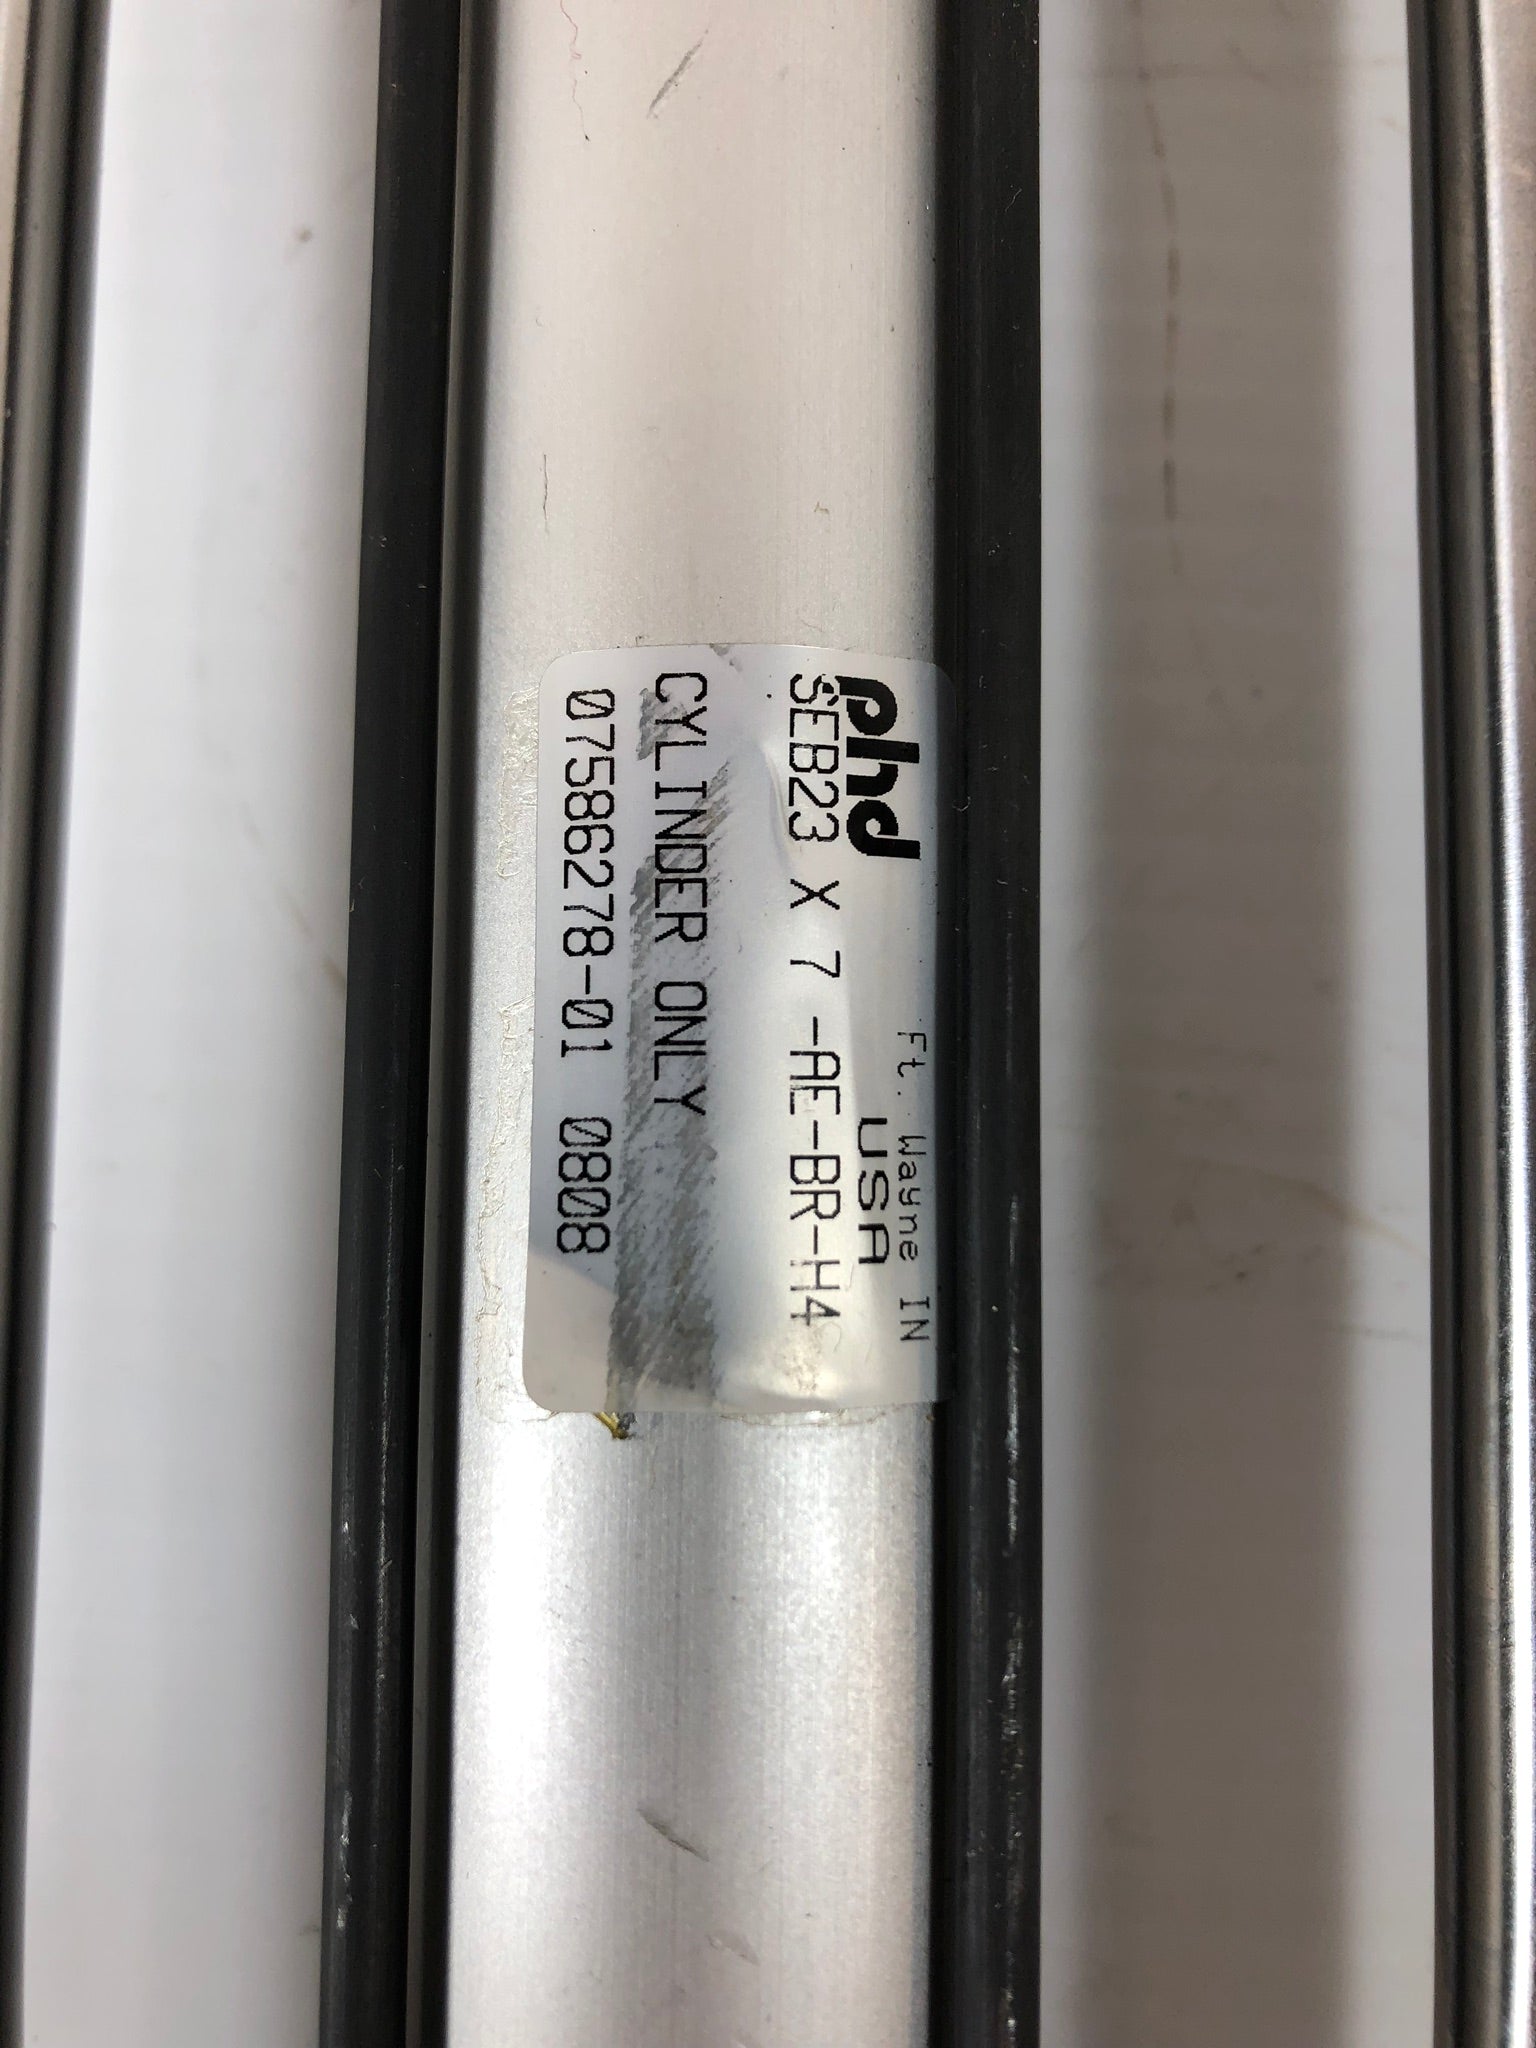 phd
Ft. Wayne IN
USA
SEB23 X 7 -AE-BR-H4
CYLINDER ONLY
07586278-01 0808